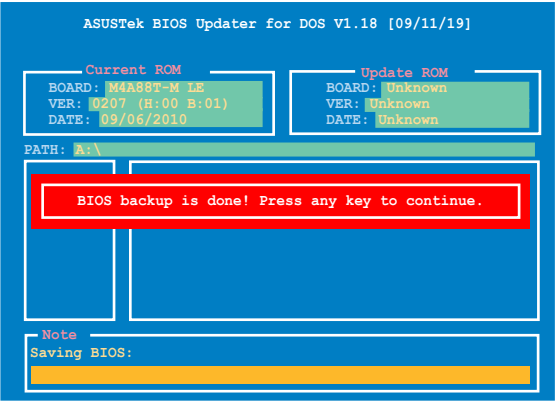 ASUSTek BIOS Updater for DOS V1.18 [09/11/19]
Current ROM
BOARD: M4A88T-M LE
VER: 0207 (H:00 B:01)
DATE: 09/06/2010
Update ROM
BOARD: Unknown
VER: Unknown
DATE: Unknown
PATH: A:\
BIOS backup is done! Press any key to continue.
Note
Saving BIOS: